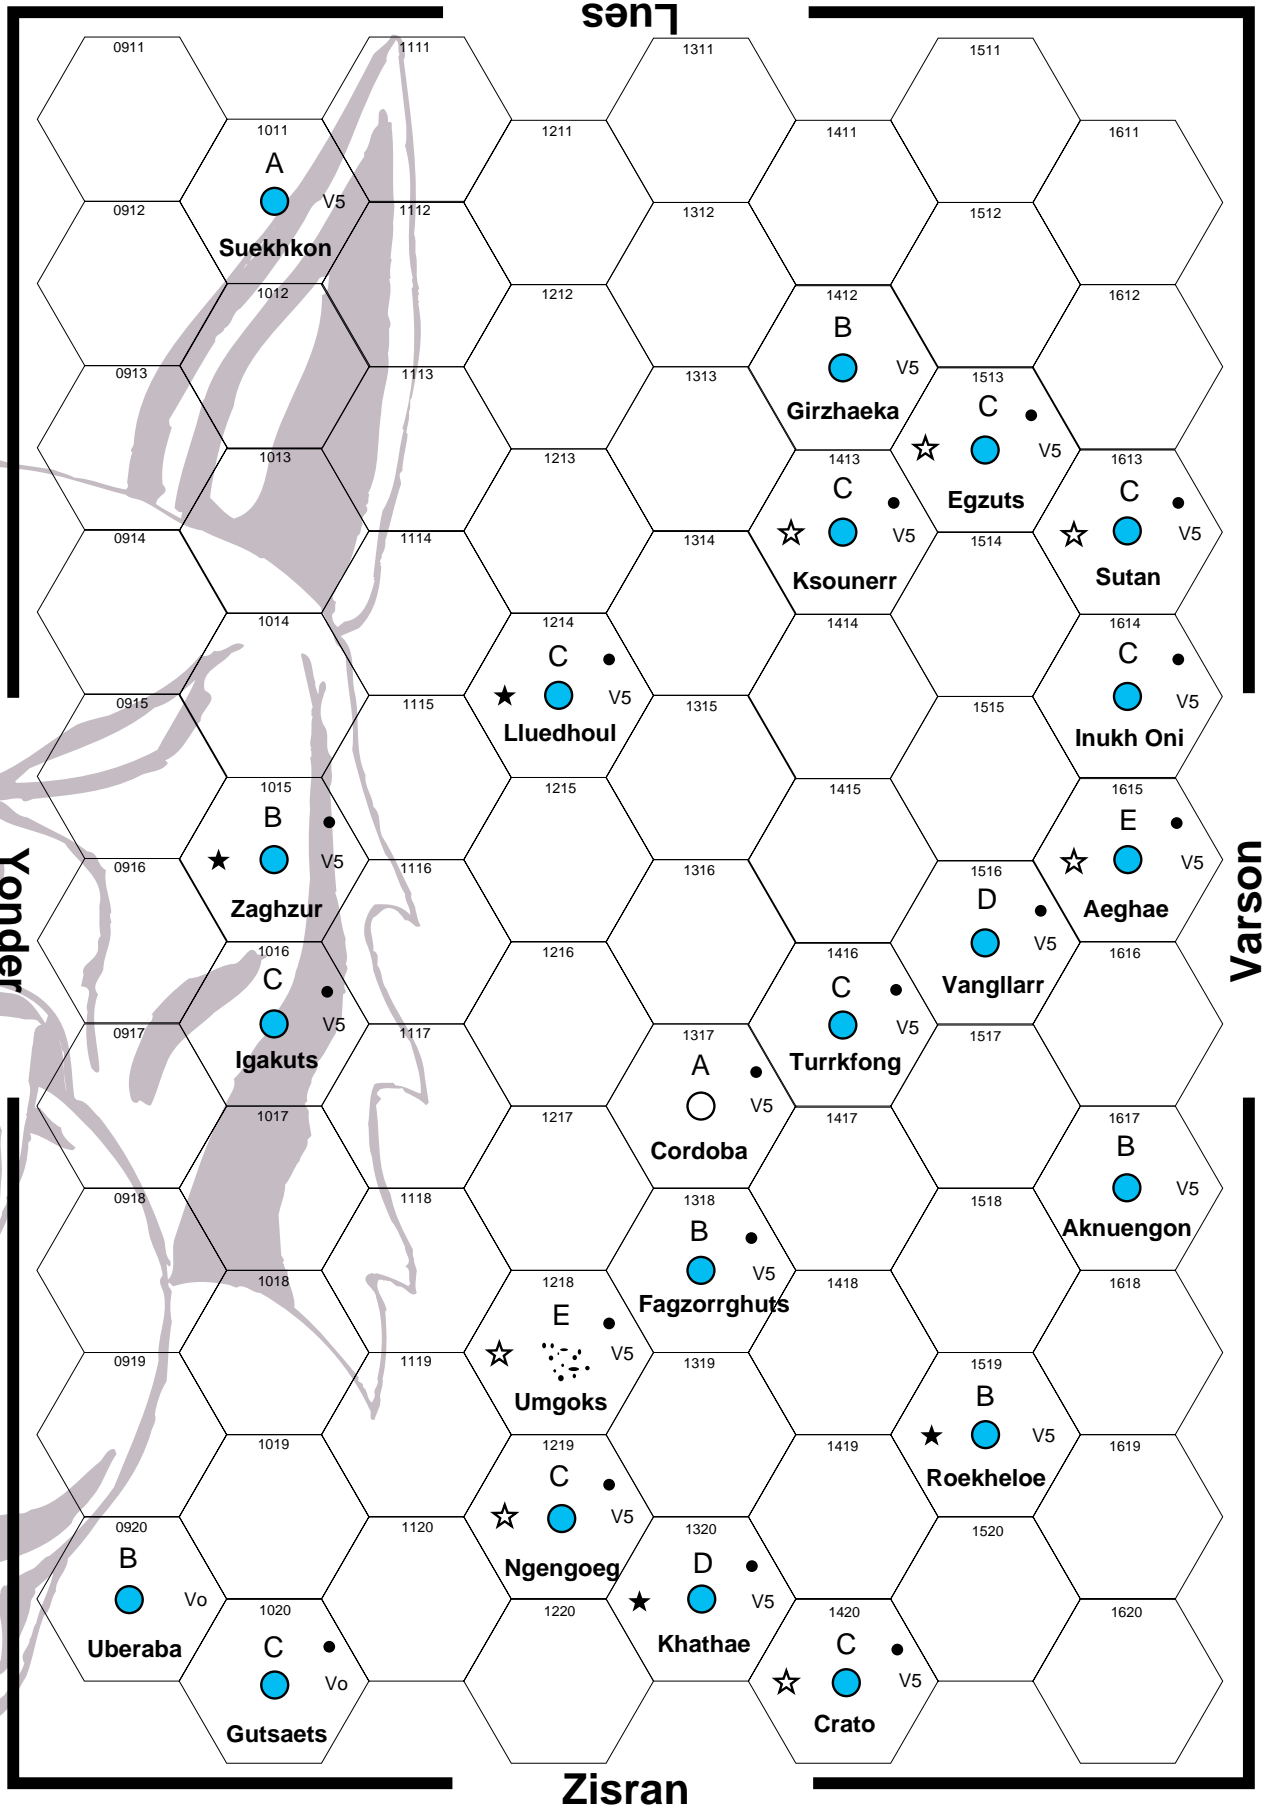 Lues
0911 1111 1311 1511
1011 1211 1411 1611
A
V5
Suekhkon
0912 1112 1312 1512
1012 1212 1412 1612
B
V5
Girzhaeka
0913 1113 1313 1513
C
V5
Egzuts
1013 1213 1413 1613
C C
V5 V5
Ksounerr Sutan
0914 1114 1314 1514
1014 1214 1414 1614
C C
V5 V5
Lluedhoul Inukh Oni
0915 1115 1315 1515
1015 1215 1415 1615
B E
V5 V5
Zaghzur Aeghae
Yonder
Varson
0916 1116 1316 1516
D
V5
Vangllarr
1016 1216 1416 1616
C C
V5 V5
Igakuts Turrkfong
0917 1117 1317 1517
A
V5
Cordoba
1017 1217 1417 1617
B
V5
Aknuengon
0918 1118 1318 1518
B
V5
Fagzorrghuts
1018 1218 1418 1618
E
V5
Umgoks
0919 1119 1319 1519
B
V5
Roekheloe
1019 1219 1419 1619
C
V5
Ngengoeg
0920 1120 1320 1520
B D
Vo V5
Uberaba Khathae
1020 1220 1420 1620
C C
Vo V5
Gutsaets Crato
Zisran